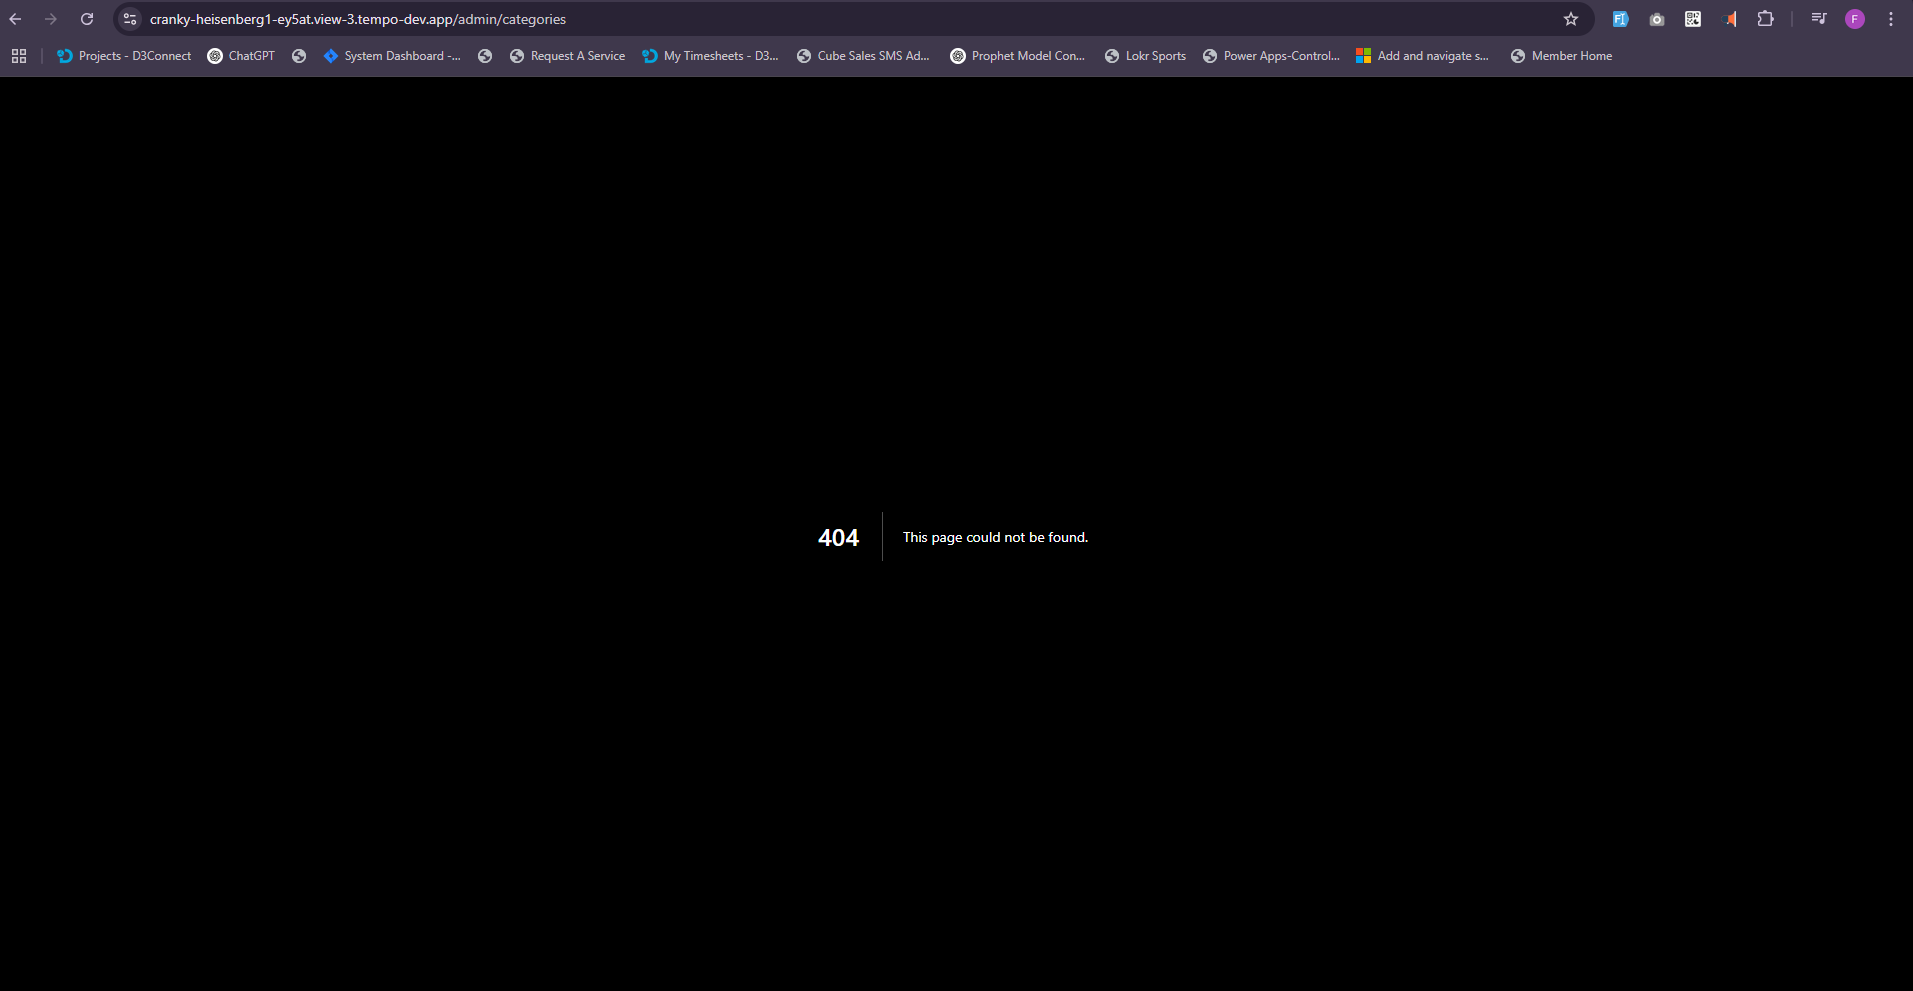 cranky-heisenberg1-ey5at.view-3.tempo-dev.app/admin/categories
F
Projects - D3Connect
ChatGPT
System Dashboard -...
Request A Service
My Timesheets - D3...
Cube Sales SMS Ad...
Prophet Model Con...
Lokr Sports
Power Apps-Control...
Add and navigate s...
Member Home
404
This page could not be found.